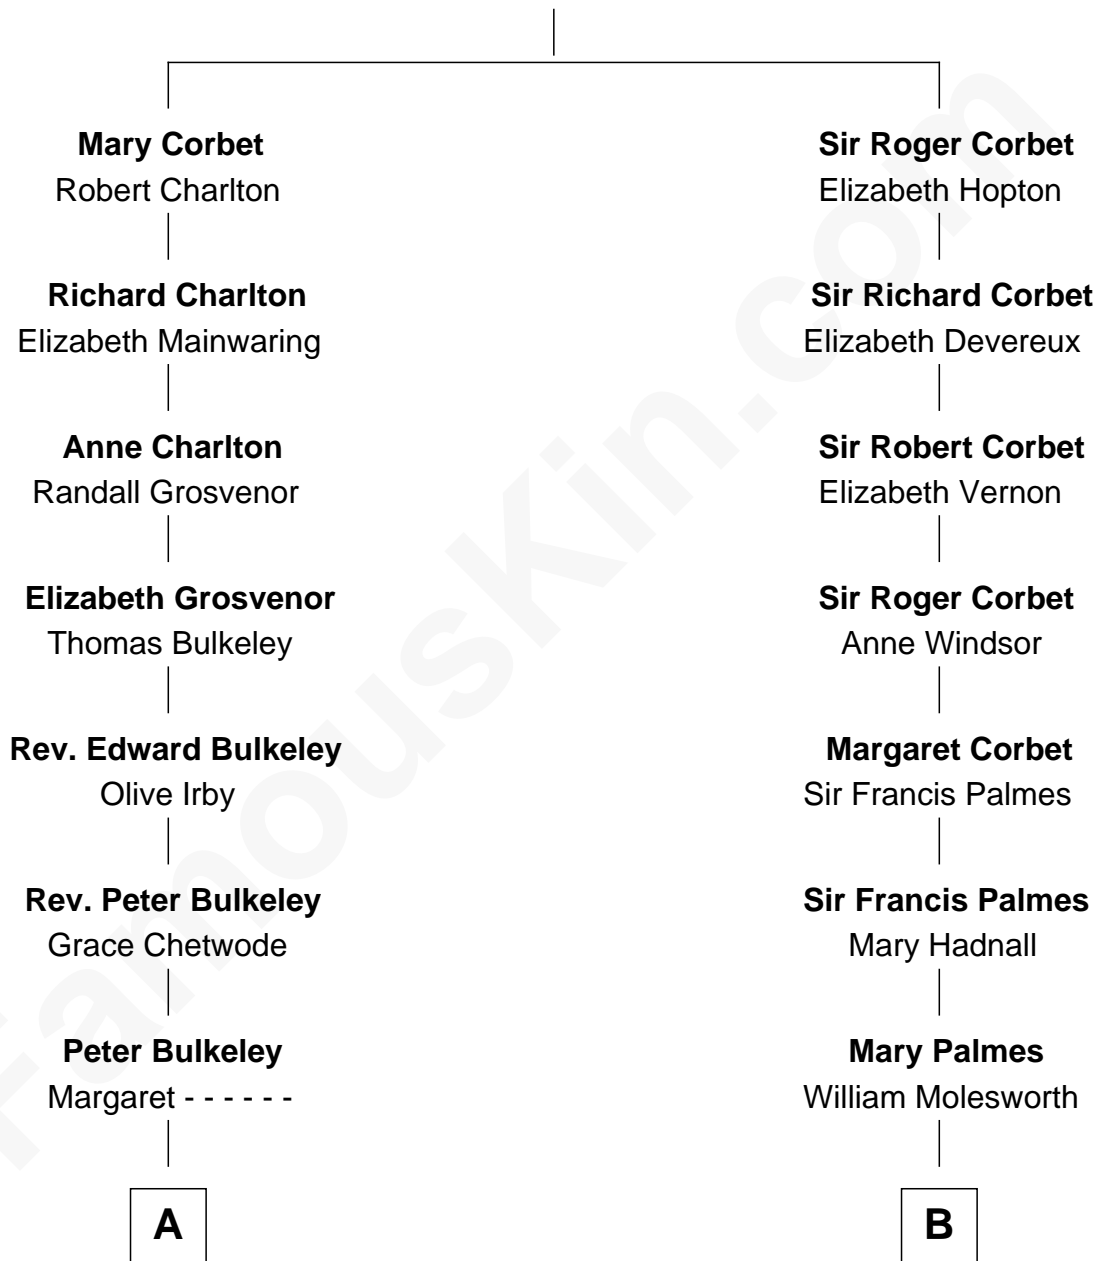 Mary Corbet
Robert Charlton
Richard Charlton
Elizabeth Mainwaring
Anne Charlton
Randall Grosvenor
Elizabeth Grosvenor
Thomas Bulkeley
Rev. Edward Bulkeley
Olive Irby
Rev. Peter Bulkeley
Grace Chetwode
Peter Bulkeley
Margaret - - - - - -
A
Sir Roger Corbet
Elizabeth Hopton
Sir Richard Corbet
Elizabeth Devereux
Sir Robert Corbet
Elizabeth Vernon
Sir Roger Corbet
Anne Windsor
Margaret Corbet
Sir Francis Palmes
Sir Francis Palmes
Mary Hadnall
Mary Palmes
William Molesworth
B
FamousKin.com